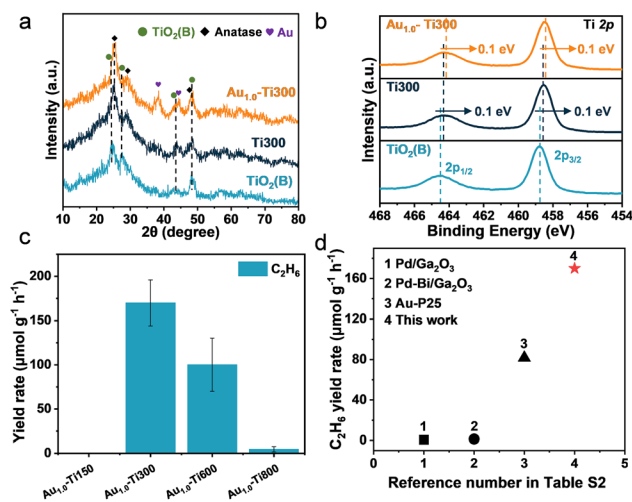 a
TiO2(B) Anatase Au
Intensity (a.u.)
Au1.0-Ti300
Ti300
TiO2(B)
10 20 30 40 50 60 70 80
2θ (degree)
b
Au1.0- Ti300
Ti 2p
0.1 eV
0.1 eV
Ti300
0.1 eV
0.1 eV
TiO2(B)
2p1/2
2p3/2
Intensity (a.u.)
468 466 464 462 460 458 456 454
Binding Energy (eV)
c
C2H6
Yield rate (μmol g-1 h-1)
200
150
100
50
0
Au1.0-Ti150
Au1.0-Ti300
Au1.0-Ti600
Au1.0-Ti800
d
1 Pd/Ga2O3
2 Pd-Bi/Ga2O3
3 Au-P25
4 This work
4
3
1
2
C2H6 yield rate (μmol g-1 h-1)
160
120
80
40
0
0 1 2 3 4 5
Reference number in Table S2